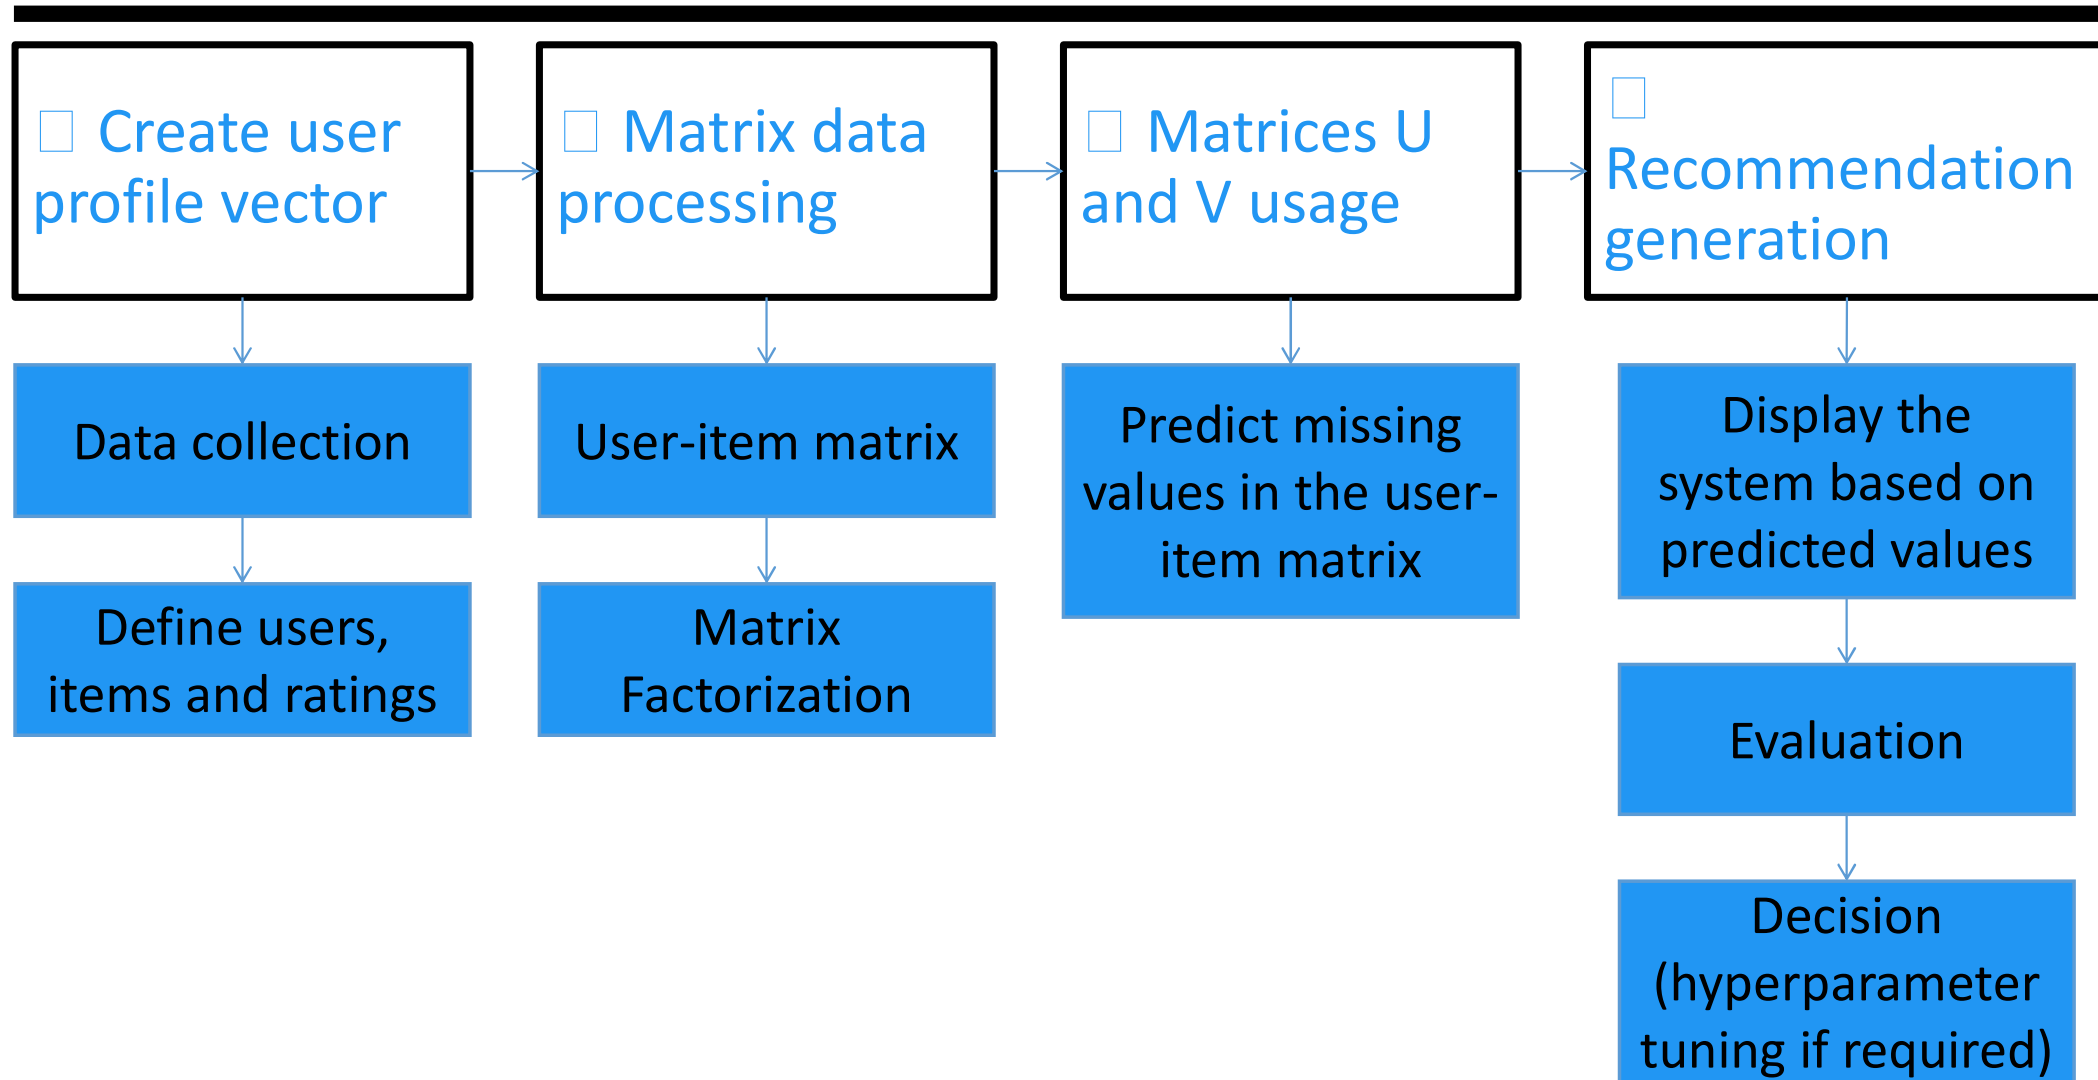 □ Create user
profile vector
□ Matrix data
processing
□ Matrices U
and V usage
□
Recommendation
generation
Data collection
Define users,
items and ratings
User-item matrix
Matrix
Factorization
Predict missing
values in the user-
item matrix
Display the
system based on
predicted values
Evaluation
Decision
(hyperparameter
tuning if required)